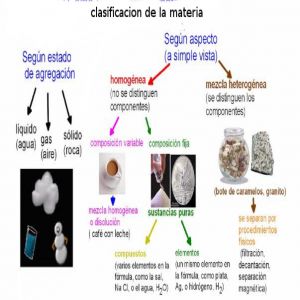 clasificacion de la materia
Según estado
de agregación
líquido
(agua)
gas
(aire)
sólido
(roca)
Según aspecto
(a simple vista)
homogénea
(no se distinguen
componentes)
mezcla heterogénea
(se distinguen los
componentes)
composición variable
composición fija
mezcla homogénea
o disolución
( café con leche)
sustancias puras
(bote de caramelos, granito)
compuestos
(varios elementos en la
fórmula, como la sal,
Na Cl, o el agua, H2O)
elementos
(un mismo elemento en
la fórmula, como plata,
Ag, o hidrógeno, H2)
se separan por
procedimientos
físicos
(filtración,
decantación,
separación
magnética)